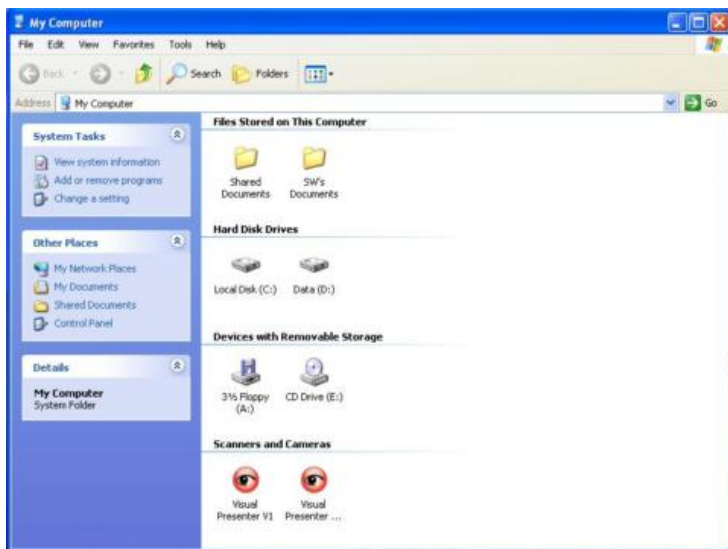 My Computer
File Edit View Favorites Tools Help
Back Search Folders
Address My Computer Go
System Tasks
View system information
Add or remove programs
Change a setting
Other Places
My Network Places
My Documents
Shared Documents
Control Panel
Details
My Computer
System Folder
Files Stored on This Computer
Shared Documents
SW's Documents
Hard Disk Drives
Local Disk (C:) Data (D:)
Devices with Removable Storage
3½ Floppy (A:)
CD Drive (E:)
Scanners and Cameras
Visual Presenter V1
Visual Presenter ...